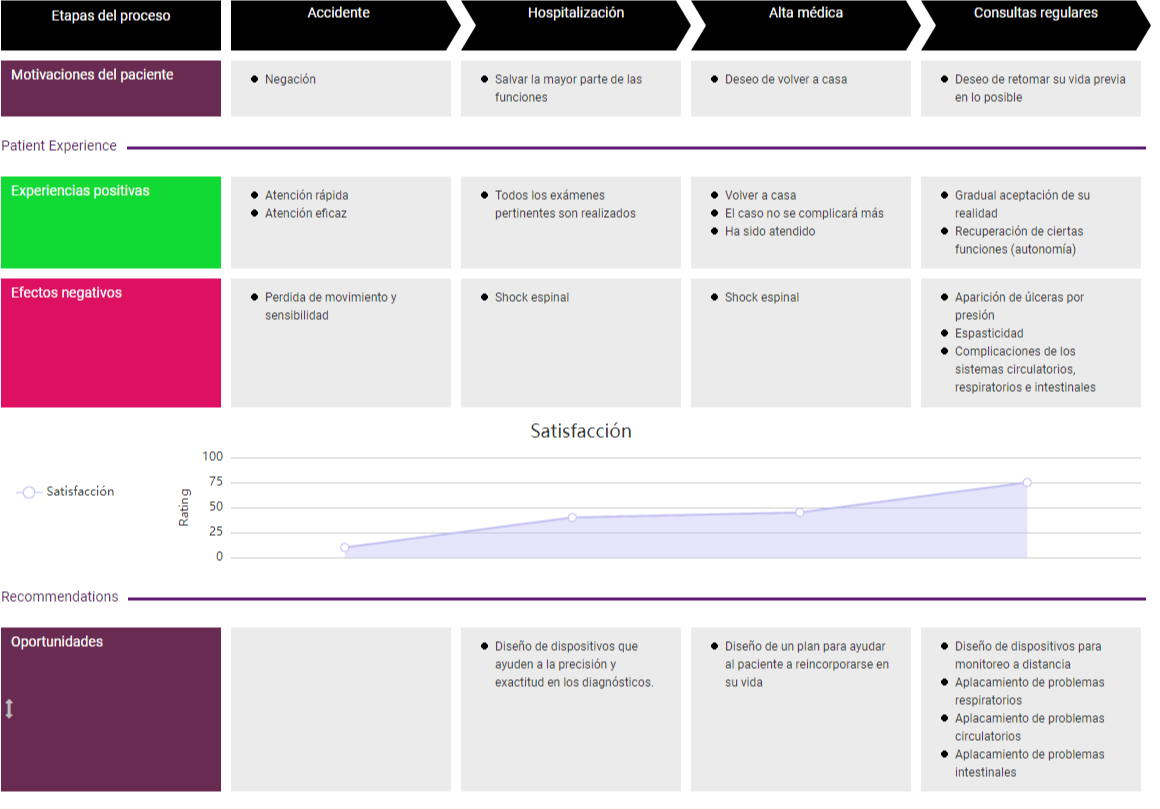 Etapas del proceso
Accidente
Hospitalización
Alta médica
Consultas regulares
Motivaciones del paciente
Negación
Salvar la mayor parte de las
funciones
Deseo de volver a casa
Deseo de retomar su vida previa
en lo posible
Patient Experience
Experiencias positivas
Atención rápida
Atención eficaz
Todos los exámenes
pertinentes son realizados
Volver a casa
El caso no se complicará más
Ha sido atendido
Gradual aceptación de su
realidad
Recuperación de ciertas
funciones (autonomía)
Efectos negativos
Perdida de movimiento y
sensibilidad
Shock espinal
Shock espinal
Aparición de úlceras por
presión
Espasticidad
Complicaciones de los
sistemas circulatorios,
respiratorios e intestinales
Satisfacción
Satisfacción
Rating
100
75
50
25
0
Recommendations
Oportunidades
Diseño de dispositivos que
ayuden a la precisión y
exactitud en los diagnósticos.
Diseño de un plan para ayudar
al paciente a reincorporarse en
su vida
Diseño de dispositivos para
monitoreo a distancia
Aplacamiento de problemas
respiratorios
Aplacamiento de problemas
circulatorios
Aplacamiento de problemas
intestinales